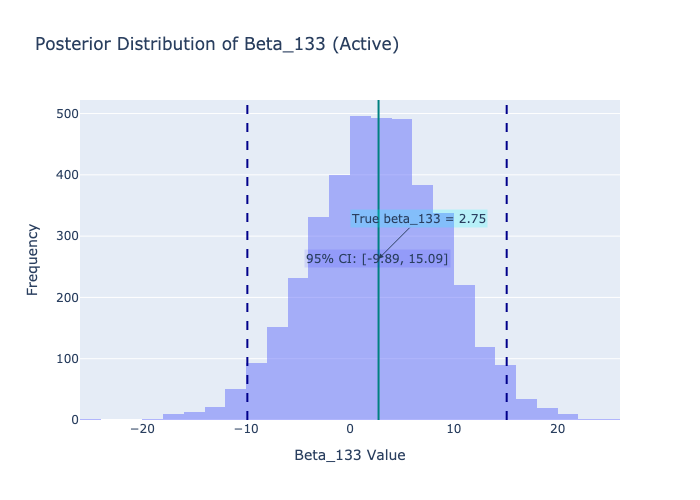 Posterior Distribution of Beta_133 (Active)
500
400
300
200
100
0
Frequency
True beta_133 = 2.75
95% CI: [-9.89, 15.09]
−20
−10
0
10
20
Beta_133 Value